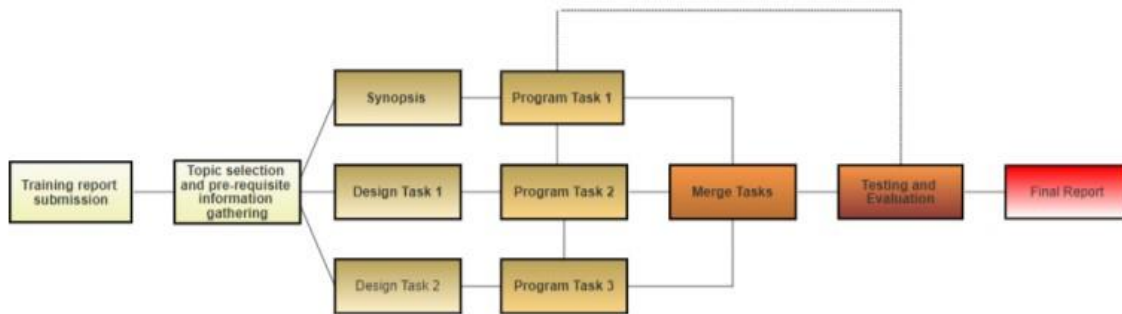 Training report
submission
Topic selection
and pre-requisite
information
gathering
Synopsis
Design Task 1
Design Task 2
Program Task 1
Program Task 2
Program Task 3
Merge Tasks
Testing and
Evaluation
Final Report